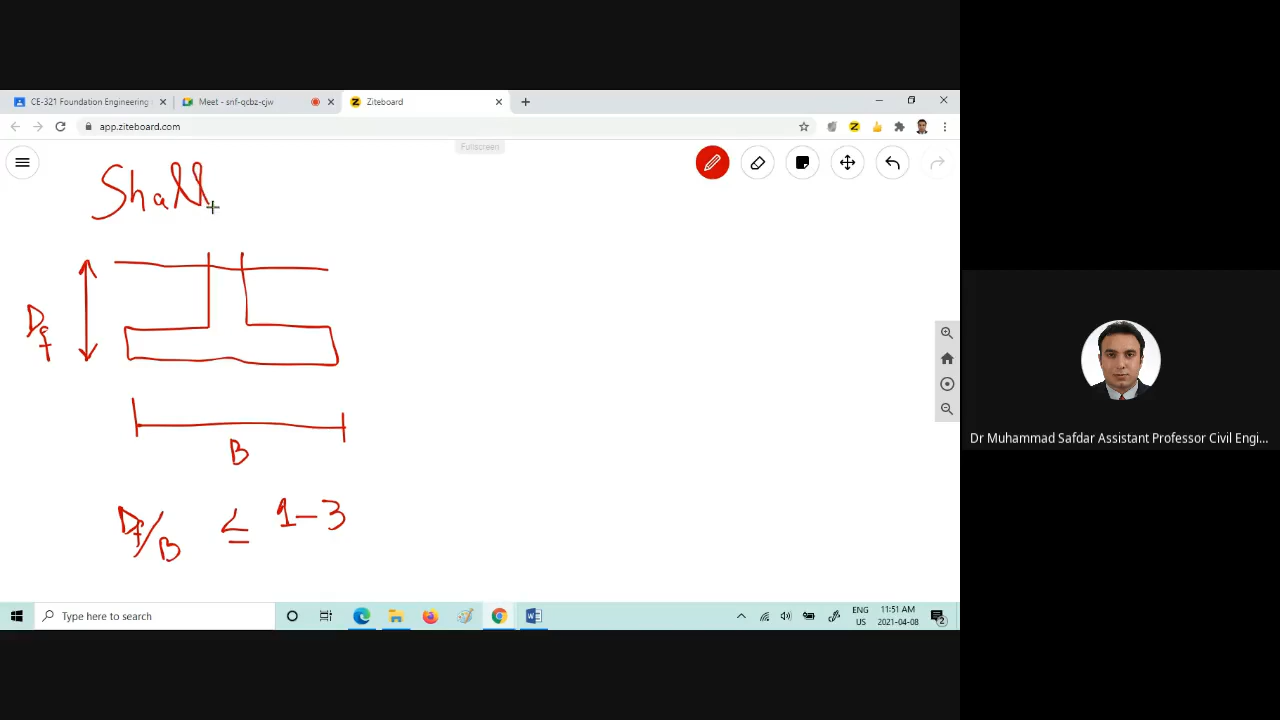 CE-321 Foundation Engineering
Meet - snf-qcbz-cjw
Ziteboard
app.ziteboard.com
Fullscreen
Shall
Df
B
Df/B ≤ 1-3
Dr Muhammad Safdar Assistant Professor Civil Engi...
Type here to search
ENG
US
11:51 AM
2021-04-08
2